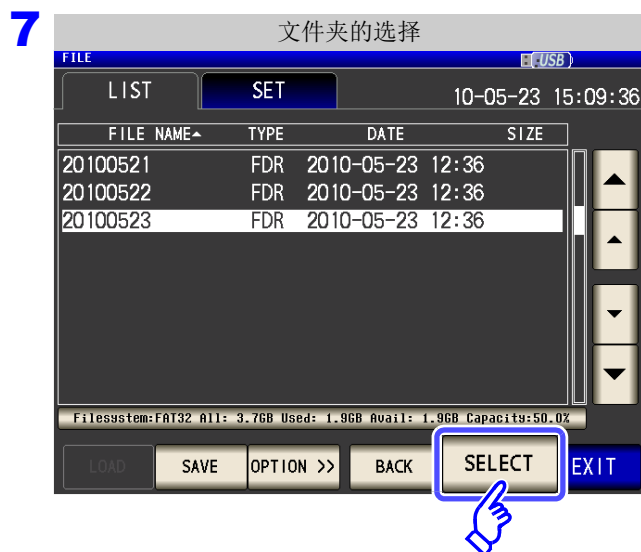 7
文件夹的选择
FILE
USB
LIST SET 10-05-23 15:09:36
FILE NAME▲ TYPE DATE SIZE
20100521 FDR 2010-05-23 12:36
20100522 FDR 2010-05-23 12:36
20100523 FDR 2010-05-23 12:36
Filesystem:FAT32 All: 3.7GB Used: 1.9GB Avail: 1.9GB Capacity:50.0%
LOAD SAVE OPTION >> BACK SELECT EXIT